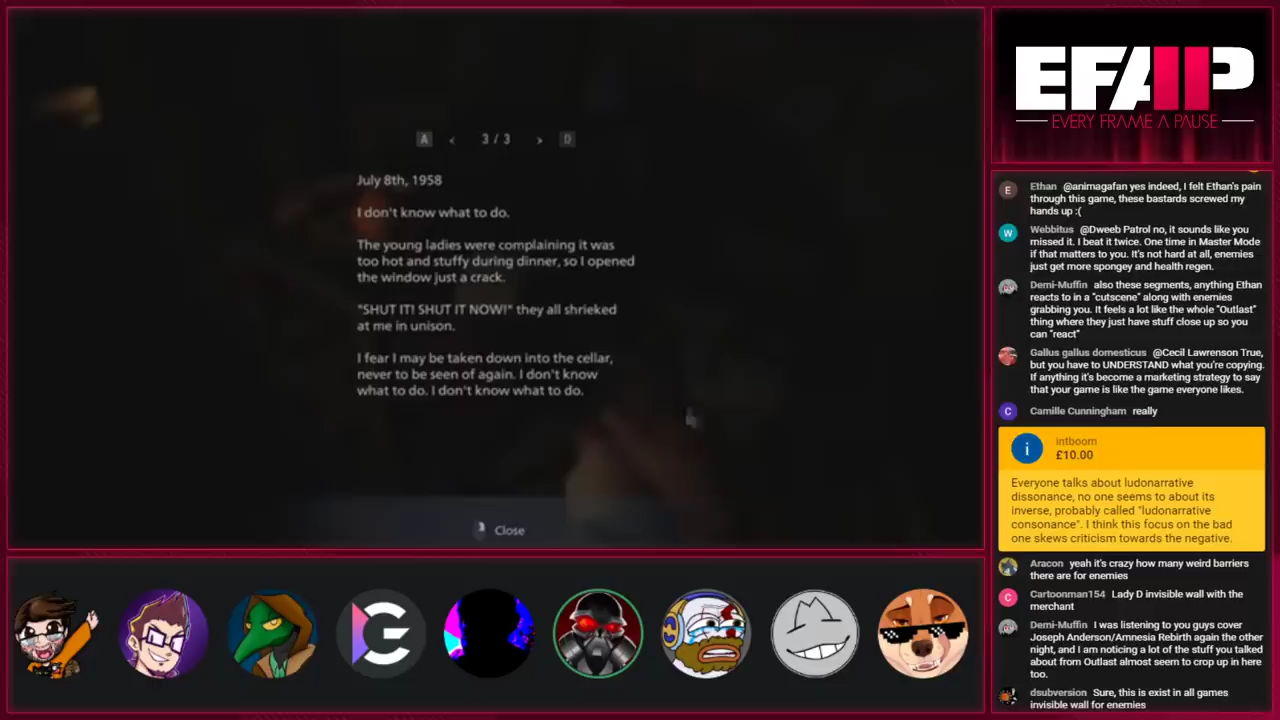 A < 3 / 3 > D
July 8th, 1958
I don't know what to do.
The young ladies were complaining it was
too hot and stuffy during dinner, so I opened
the window just a crack.
"SHUT IT! SHUT IT NOW!" they all shrieked
at me in unison.
I fear I may be taken down into the cellar,
never to be seen of again. I don't know
what to do. I don't know what to do.
Close
EFAP
EVERY FRAME A PAUSE
E Ethan @animagafan yes indeed, I felt Ethan's pain
through this game, these bastards screwed my
hands up :(
W Webbitus @Dweeb Patrol no, it sounds like you
missed it. I beat it twice. One time in Master Mode
if that matters to you. It's not hard at all, enemies
just get more spongey and health regen.
Demi-Muffin also these segments, anything Ethan
reacts to in a "cutscene" along with enemies
grabbing you. It feels a lot like the whole "Outlast"
thing where they just have stuff close up so you
can "react"
Gallus gallus domesticus @Cecil Lawrenson True,
but you have to UNDERSTAND what you're copying.
If anything it's become a marketing strategy to say
that your game is like the game everyone likes.
C Camille Cunningham really
i intboom
£10.00
Everyone talks about ludonarrative
dissonance, no one seems to about its
inverse, probably called "ludonarrative
consonance". I think this focus on the bad
one skews criticism towards the negative.
Aracon yeah it's crazy how many weird barriers
there are for enemies
C Cartoonman154 Lady D invisible wall with the
merchant
Demi-Muffin I was listening to you guys cover
Joseph Anderson/Amnesia Rebirth again the other
night, and I am noticing a lot of the stuff you talked
about from Outlast almost seem to crop up in here
too.
dsubversion Sure, this is exist in all games
invisible wall for enemies